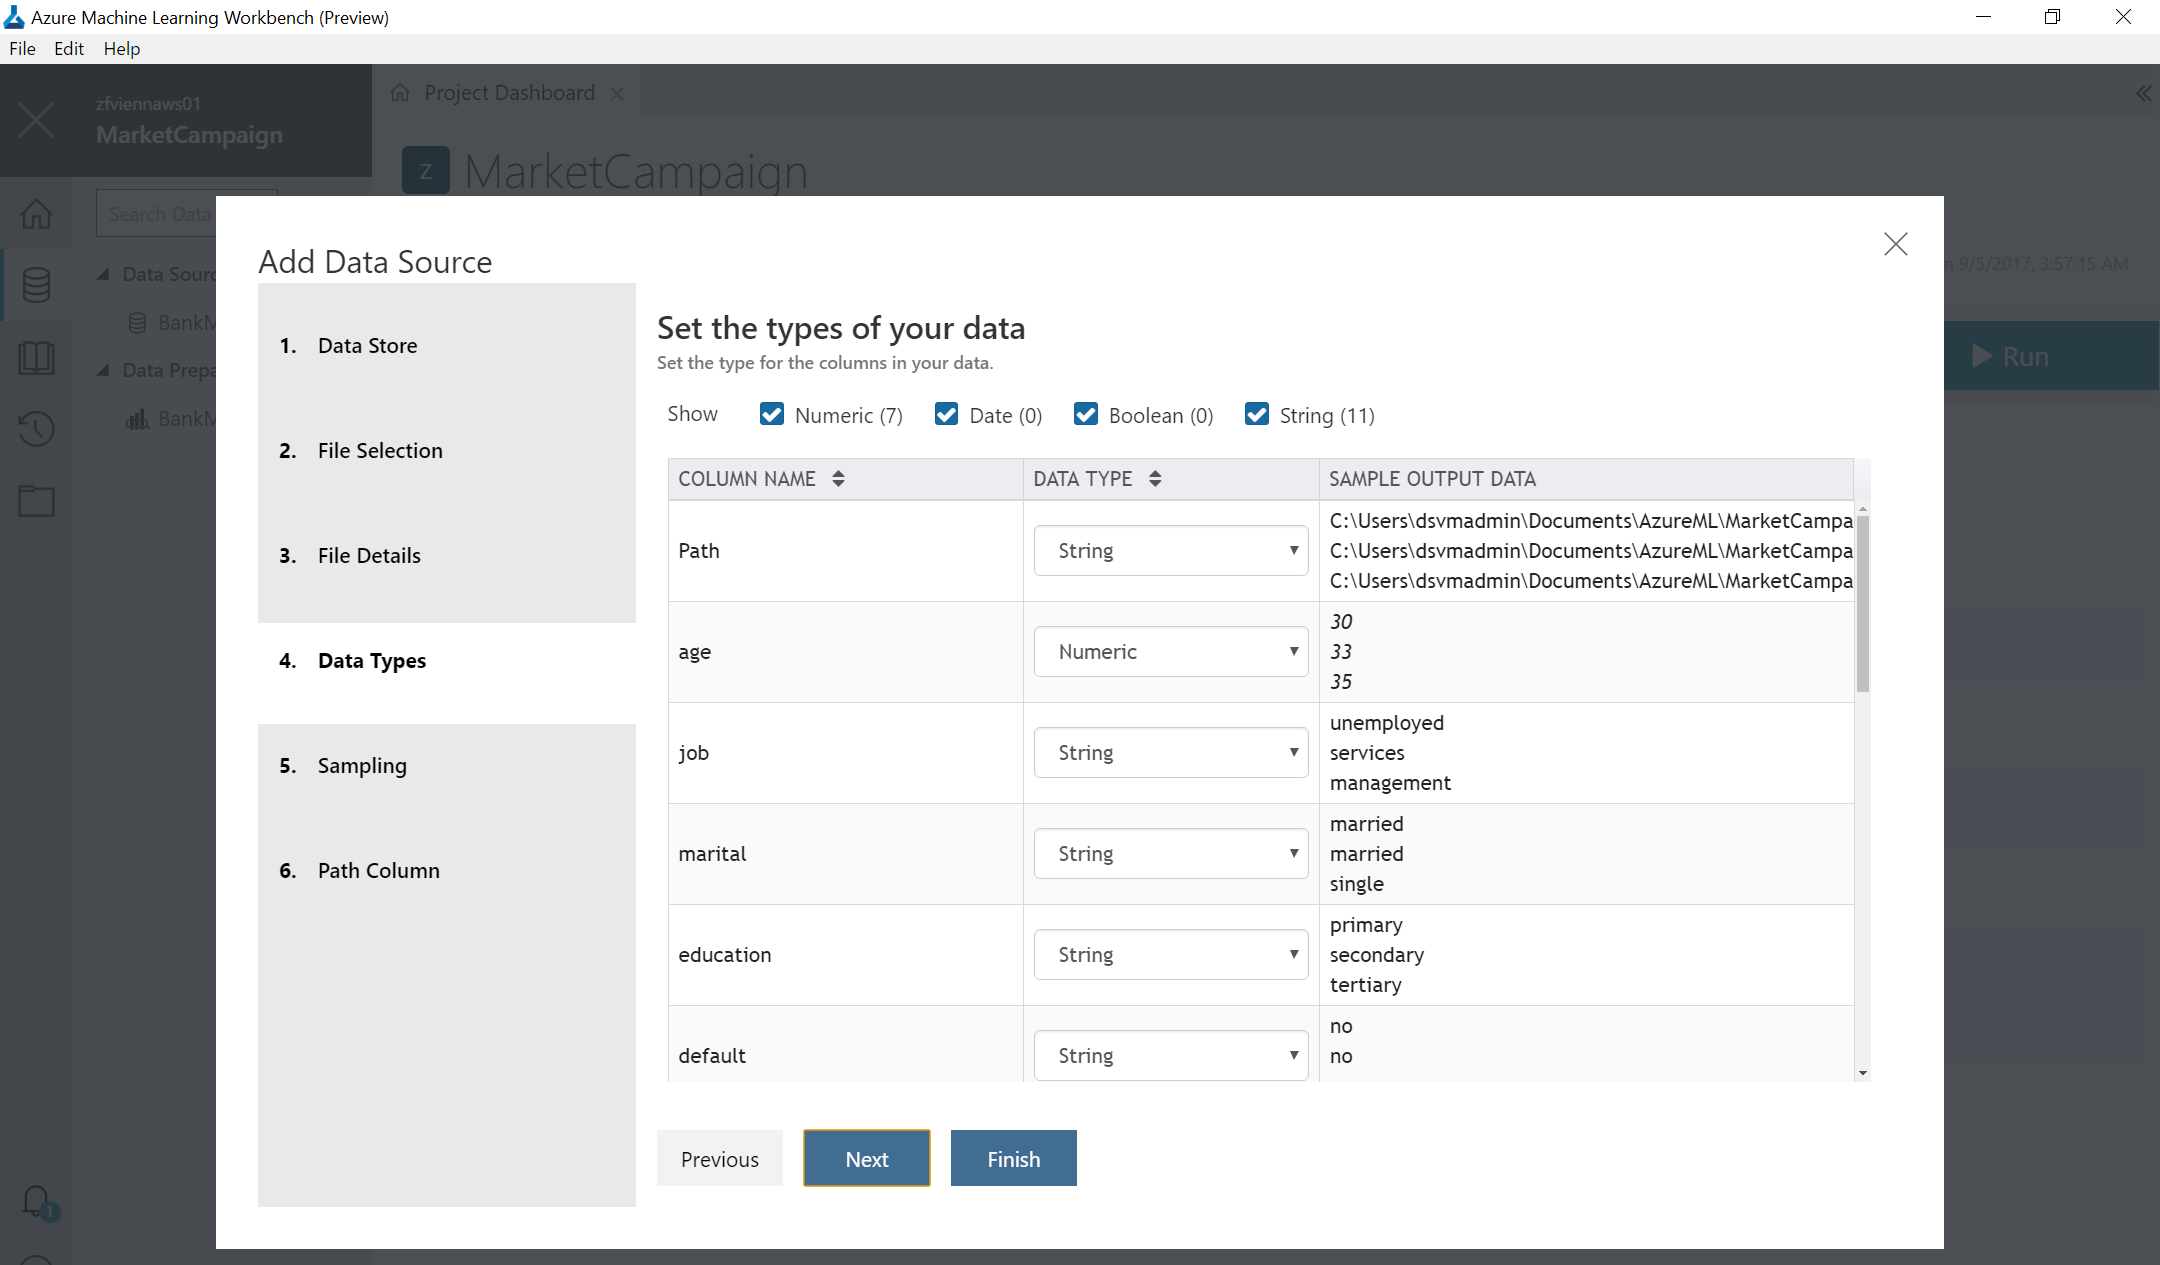 Azure Machine Learning Workbench (Preview)
File Edit Help
zfviennaws01
MarketCampaign
Project Dashboard
Z MarketCampaign
Search Data
Data Sourc
BankM
Data Prepa
BankM
n 9/5/2017, 3:57:15 AM
Run
Add Data Source
1. Data Store
2. File Selection
3. File Details
4. Data Types
5. Sampling
6. Path Column
Set the types of your data
Set the type for the columns in your data.
Show Numeric (7) Date (0) Boolean (0) String (11)
COLUMN NAME DATA TYPE SAMPLE OUTPUT DATA
Path String
C:\Users\dsvmadmin\Documents\AzureML\MarketCampa
C:\Users\dsvmadmin\Documents\AzureML\MarketCampa
C:\Users\dsvmadmin\Documents\AzureML\MarketCampa
age Numeric
30
33
35
job String
unemployed
services
management
marital String
married
married
single
education String
primary
secondary
tertiary
default String
no
no
Previous Next Finish
1